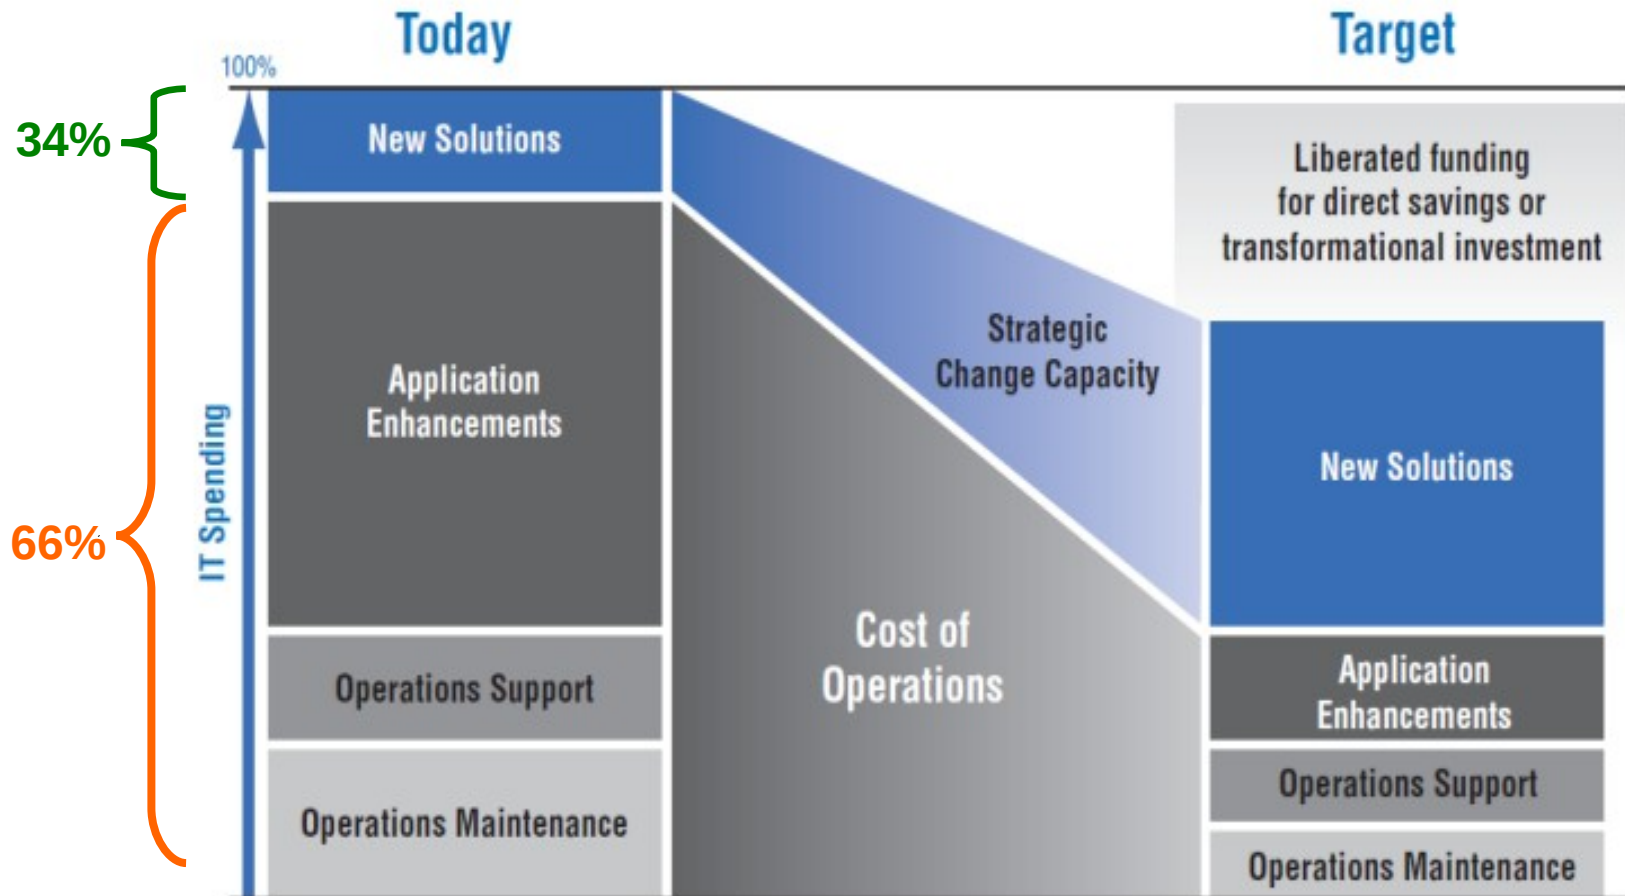 Today
Target
100%
34%
New Solutions
Liberated funding
for direct savings or
transformational investment
Strategic
Change Capacity
Application
Enhancements
IT Spending
New Solutions
66%
Cost of
Operations
Operations Support
Application
Enhancements
Operations Support
Operations Maintenance
Operations Maintenance